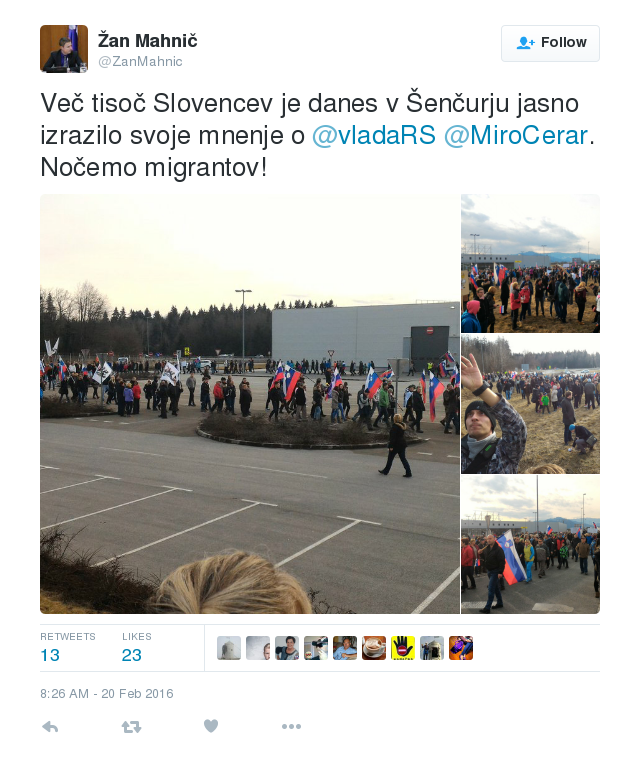 Žan Mahnič
@ZanMahnic
Follow
Več tisoč Slovencev je danes v Šenčurju jasno
izrazilo svoje mnenje o @vladaRS @MiroCerar.
Nočemo migrantov!
RETWEETS
13
LIKES
23
8:26 AM - 20 Feb 2016